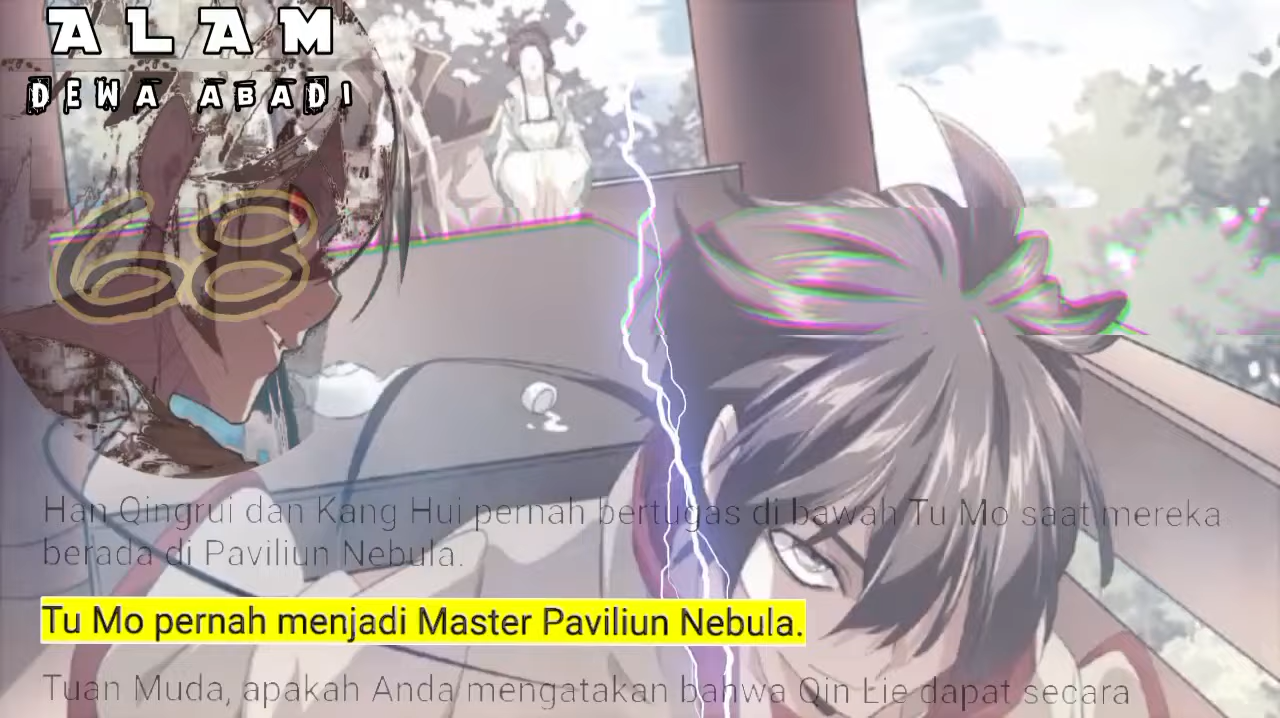 ALAM
DEWA ABADI
68
Han Qingrui dan Kang Hui pernah bertugas di bawah Tu Mo saat mereka
berada di Paviliun Nebula.
Tu Mo pernah menjadi Master Paviliun Nebula.
Tuan Muda, apakah Anda mengatakan bahwa Qin Lie dapat secara